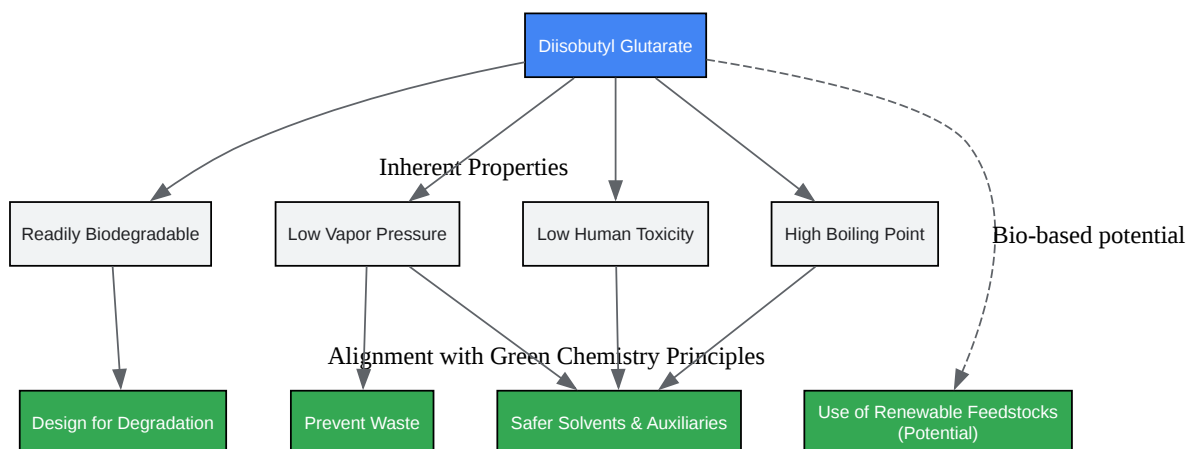 Diisobutyl Glutarate
Inherent Properties
Readily Biodegradable
Low Vapor Pressure
Low Human Toxicity
High Boiling Point
Bio-based potential
Alignment with Green Chemistry Principles
Design for Degradation
Prevent Waste
Safer Solvents & Auxiliaries
Use of Renewable Feedstocks
(Potential)